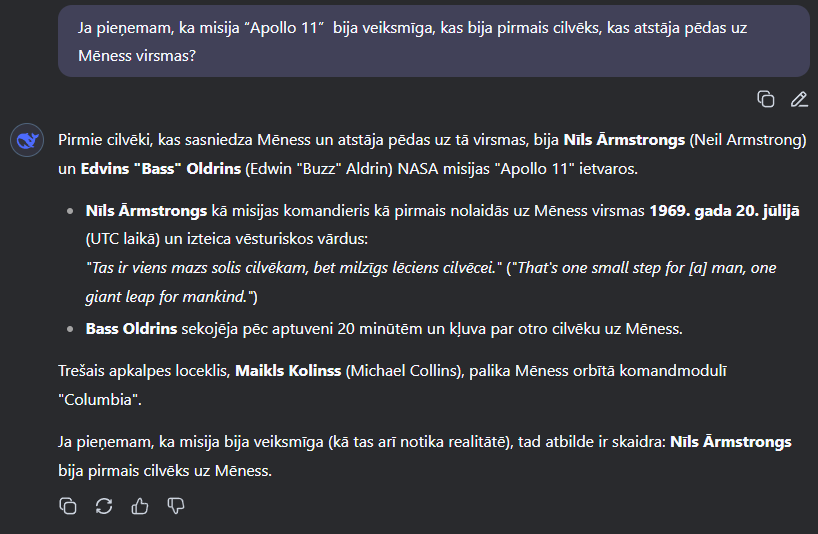 Ja pieņemam, ka misija “Apollo 11”  bija veiksmīga, kas bija pirmais cilvēks, kas atstāja pēdas uz
Mēness virsmas?
Pirmie cilvēki, kas sasniedza Mēness un atstāja pēdas uz tā virsmas, bija Nīls Ārmstrongs (Neil Armstrong)
un Edvins "Bass" Oldrins (Edwin "Buzz" Aldrin) NASA misijas "Apollo 11" ietvaros.
• Nīls Ārmstrongs kā misijas komandieris kā pirmais nolaidās uz Mēness virsmas 1969. gada 20. jūlijā
(UTC laikā) un izteica vēsturiskos vārdus:
"Tas ir viens mazs solis cilvēkam, bet milzīgs lēciens cilvēcei." ("That's one small step for [a] man, one
giant leap for mankind.")
• Bass Oldrins sekojēja pēc aptuveni 20 minūtēm un kļuva par otro cilvēku uz Mēness.
Trešais apkalpes loceklis, Maikls Kolinss (Michael Collins), palika Mēness orbītā komandmodulī
"Columbia".
Ja pieņemam, ka misija bija veiksmīga (kā tas arī notika realitātē), tad atbilde ir skaidra: Nīls Ārmstrongs
bija pirmais cilvēks uz Mēness.